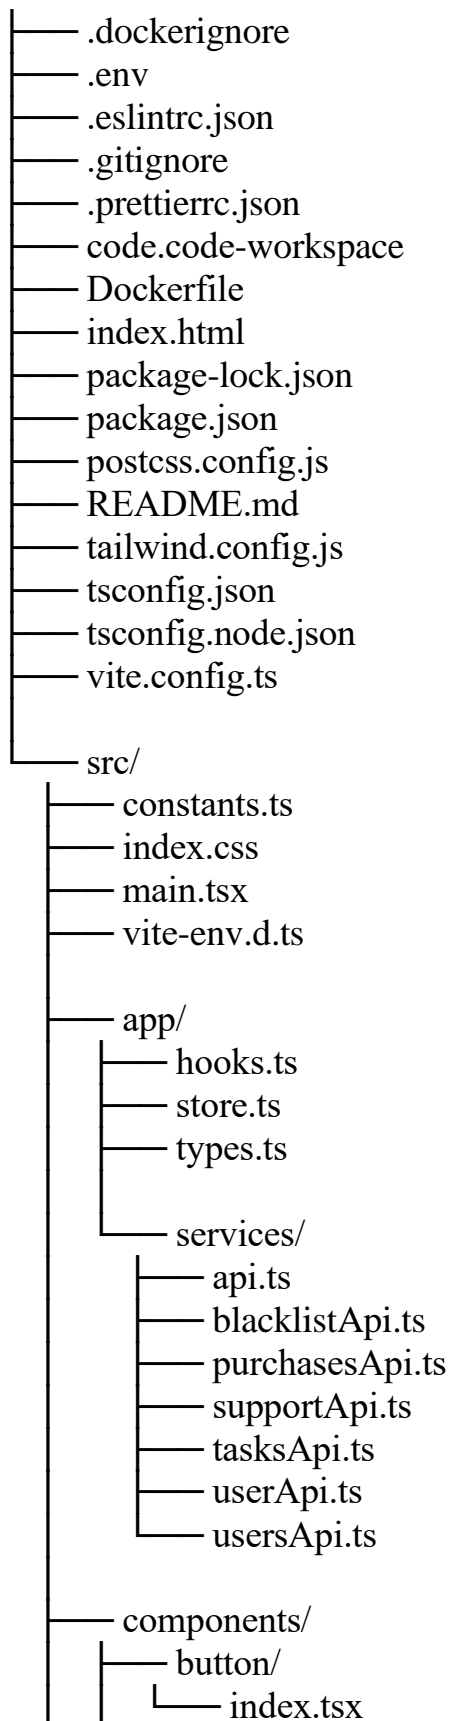 .dockerignore
.env
.eslintrc.json
.gitignore
.prettierrc.json
code.code-workspace
Dockerfile
index.html
package-lock.json
package.json
postcss.config.js
README.md
tailwind.config.js
tsconfig.json
tsconfig.node.json
vite.config.ts
src/
constants.ts
index.css
main.tsx
vite-env.d.ts
app/
hooks.ts
store.ts
types.ts
services/
api.ts
blacklistApi.ts
purchasesApi.ts
supportApi.ts
tasksApi.ts
userApi.ts
usersApi.ts
components/
button/
index.tsx